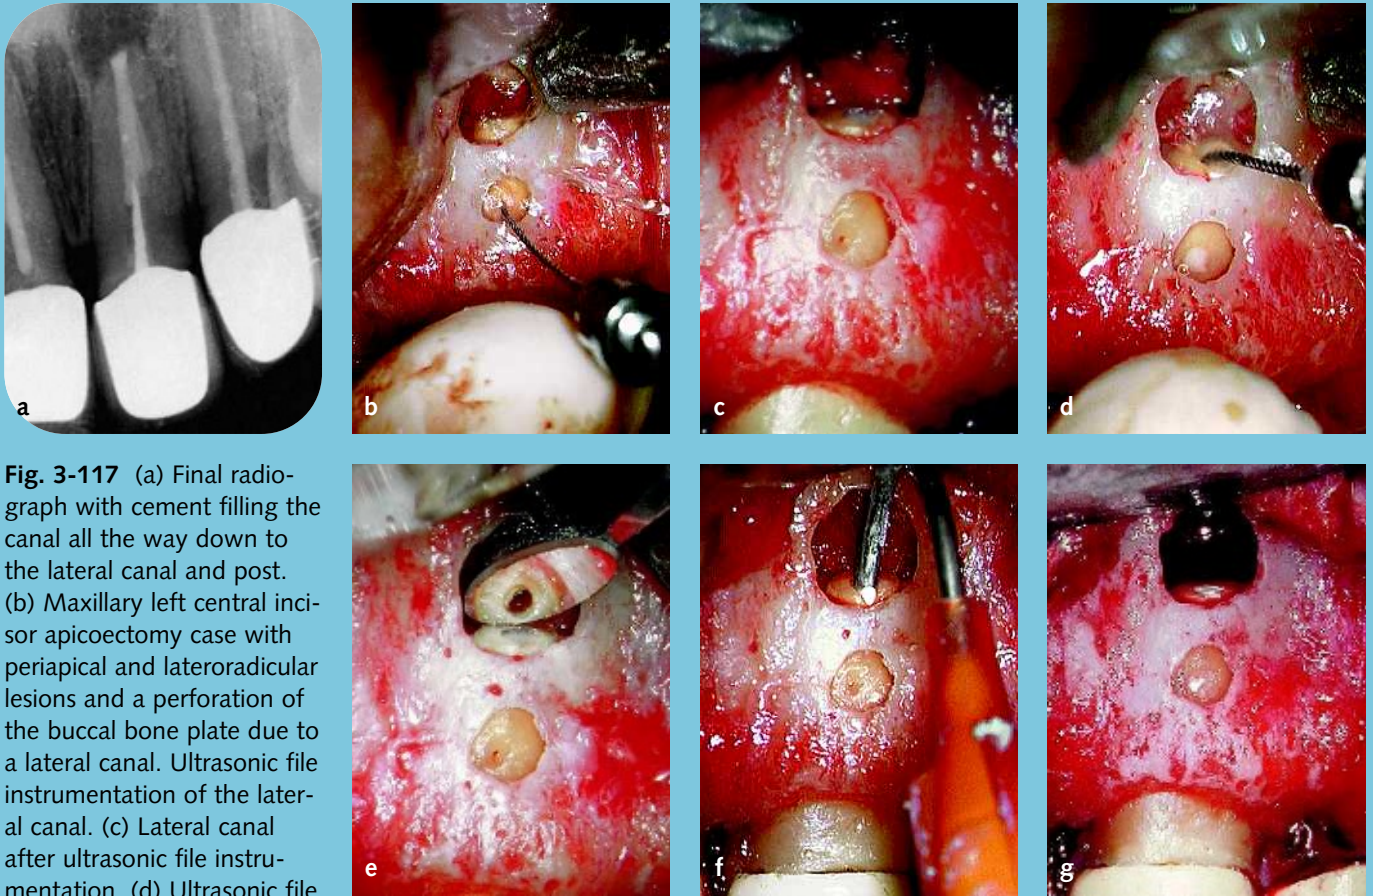 a
b
c
d
Fig. 3-117 (a) Final radio-
graph with cement filling the
canal all the way down to
the lateral canal and post.
(b) Maxillary left central inci-
sor apicoectomy case with
periapical and lateroradicular
lesions and a perforation of
the buccal bone plate due to
a lateral canal. Ultrasonic file
instrumentation of the later-
al canal. (c) Lateral canal
after ultrasonic file instru-
mentation. (d) Ultrasonic file
e
f
g